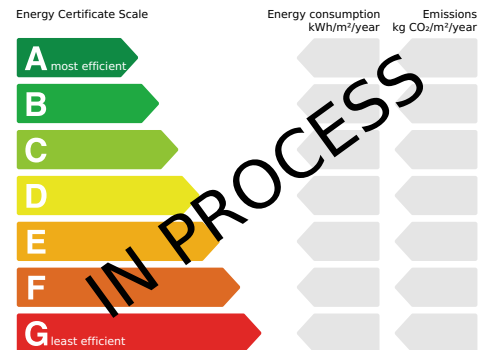 Energy Certificate Scale
Energy consumption
kWh/m²/year
Emissions
kg CO₂/m²/year
A most efficient
B
C
D
E
F
G least efficient
IN PROCESS